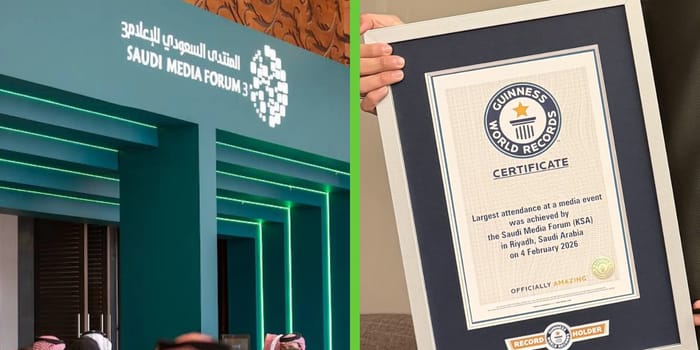 المنتدى السعودي للإعلام3
SAUDI MEDIA FORUM 3
GUINNESS
WORLD RECORDS
CERTIFICATE
Largest attendance at a media event
was achieved by
the Saudi Media Forum (KSA)
in Riyadh, Saudi Arabia
on 4 February 2026
OFFICIALLY AMAZING
RECORD HOLDER